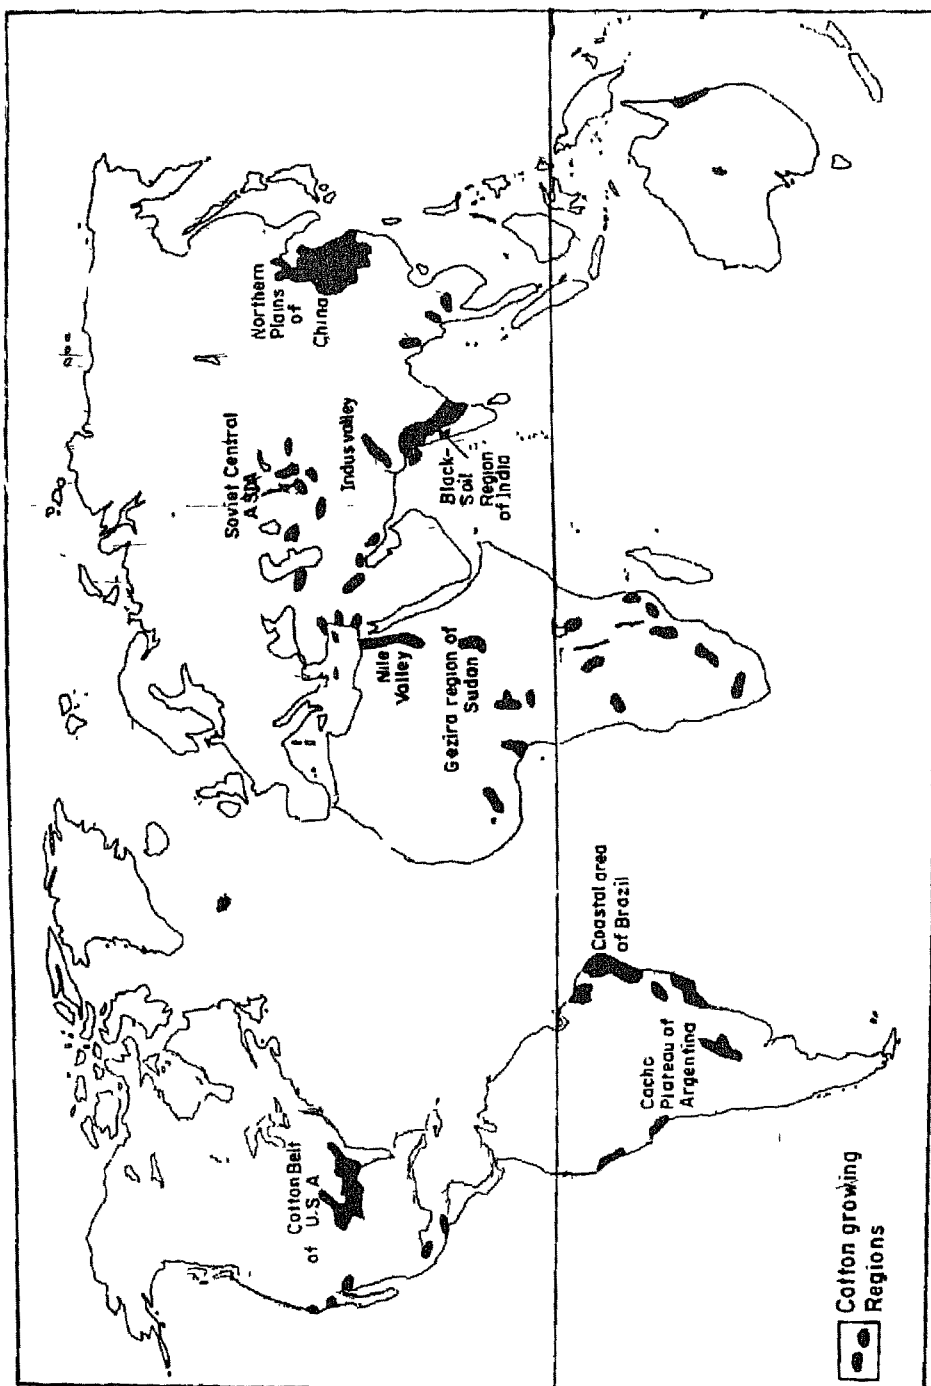 Northern
Plains
of
China
Soviet Central
ASIA
Indus valley
Black-
Soil
Region
of India
Nile
Valley
Gezira region of
Sudan
Coastal area
of Brazil
Cacho
Plateau of
Argentina
Cotton Belt
of U.S.A
Cotton growing
Regions